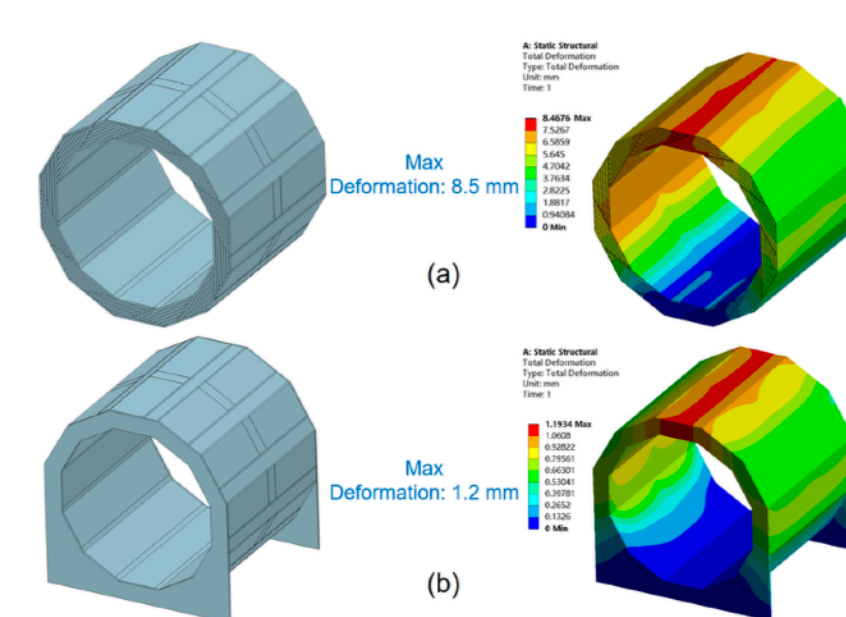 A: Static Structural
Total Deformation
Type: Total Deformation
Unit: mm
Time: 1
8.4676 Max
7.5267
6.5859
5.645
4.7042
3.7634
2.8225
1.8817
0.94084
0 Min
Max
Deformation: 8.5 mm
(a)
A: Static Structural
Total Deformation
Type: Total Deformation
Unit: mm
Time: 1
1.1934 Max
1.0608
0.92822
0.79561
0.66301
0.53041
0.39781
0.2652
0.1326
0 Min
Max
Deformation: 1.2 mm
(b)